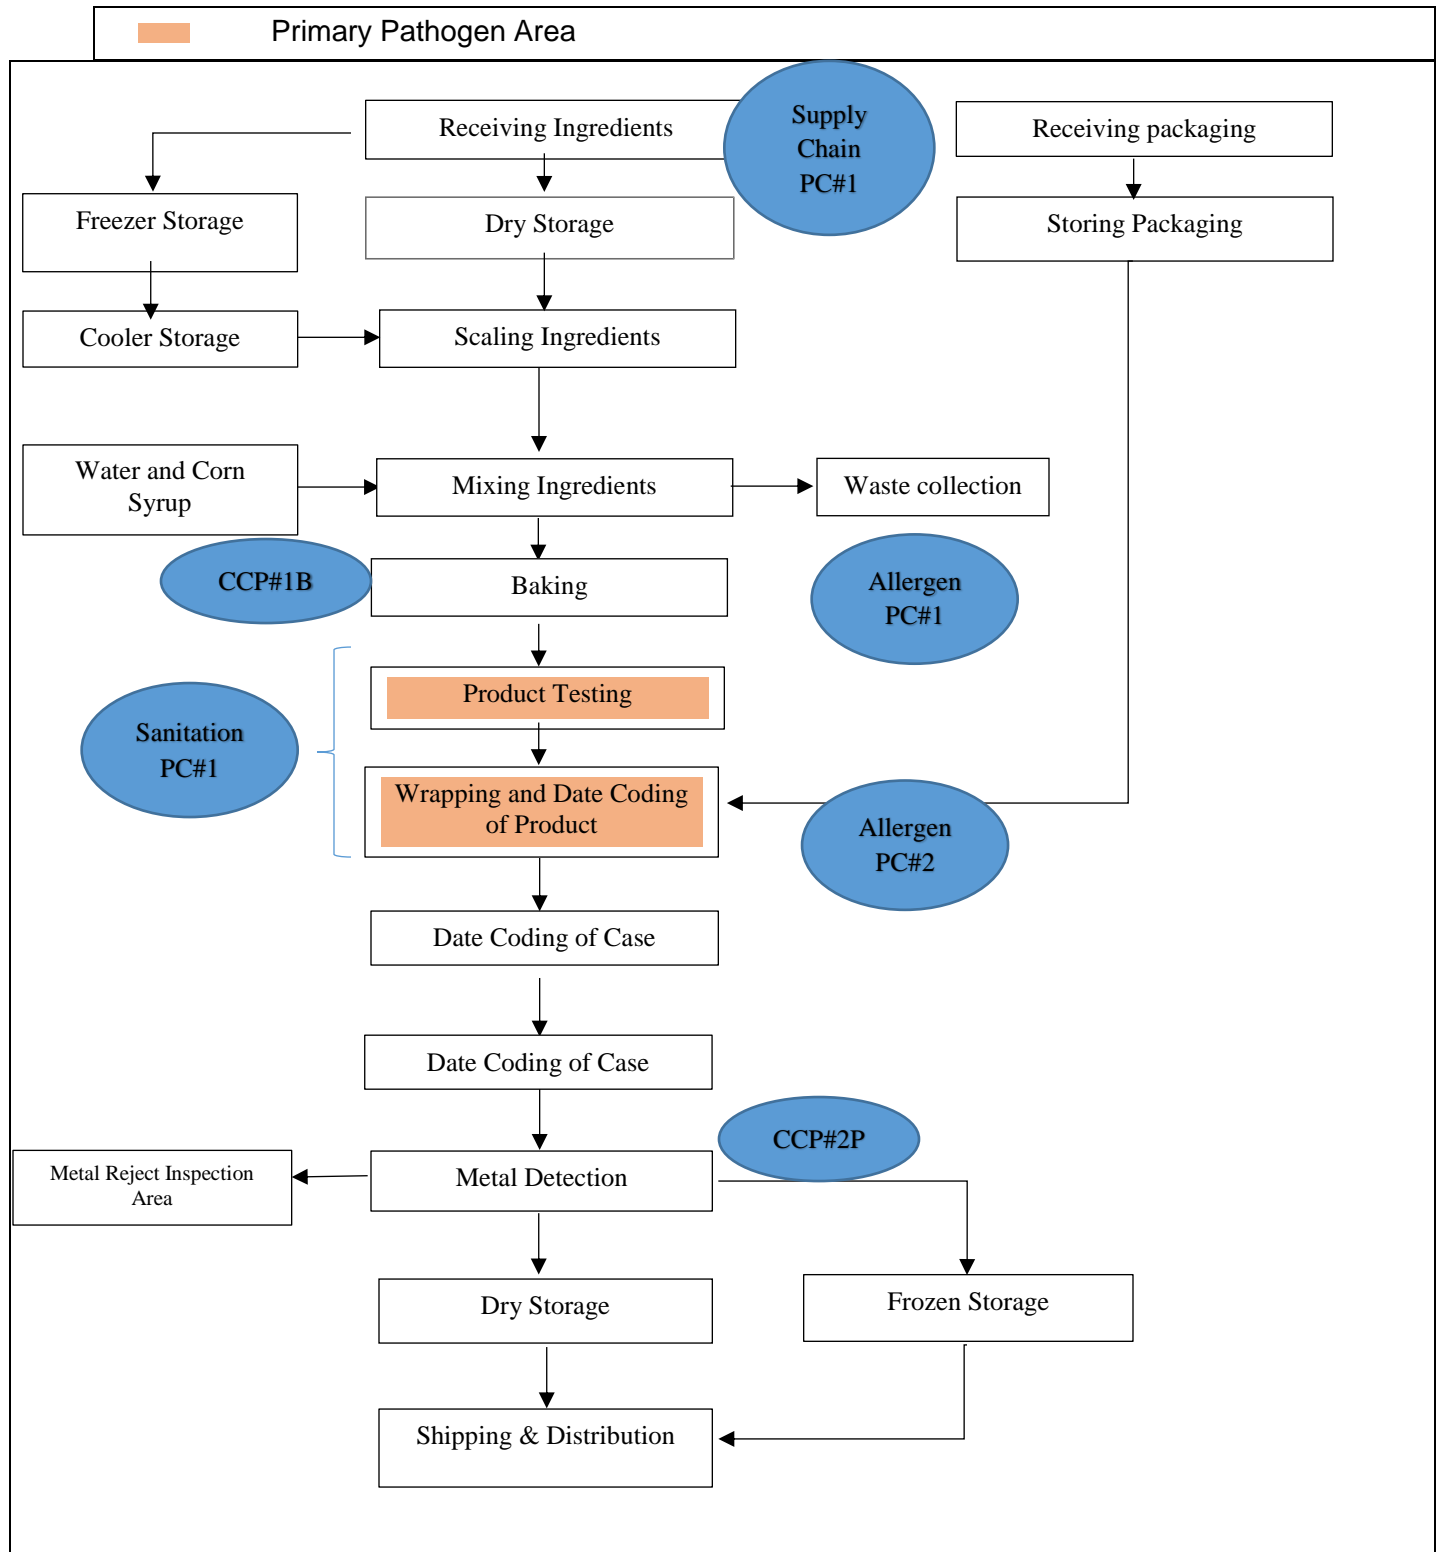 Primary Pathogen Area
Receiving Ingredients
Supply
Chain
PC#1
Receiving packaging
Freezer Storage
Dry Storage
Storing Packaging
Cooler Storage
Scaling Ingredients
Water and Corn
Syrup
Mixing Ingredients
Waste collection
CCP#1B
Baking
Allergen
PC#1
Product Testing
Sanitation
PC#1
Wrapping and Date Coding
of Product
Allergen
PC#2
Date Coding of Case
Date Coding of Case
CCP#2P
Metal Reject Inspection
Area
Metal Detection
Dry Storage
Frozen Storage
Shipping & Distribution